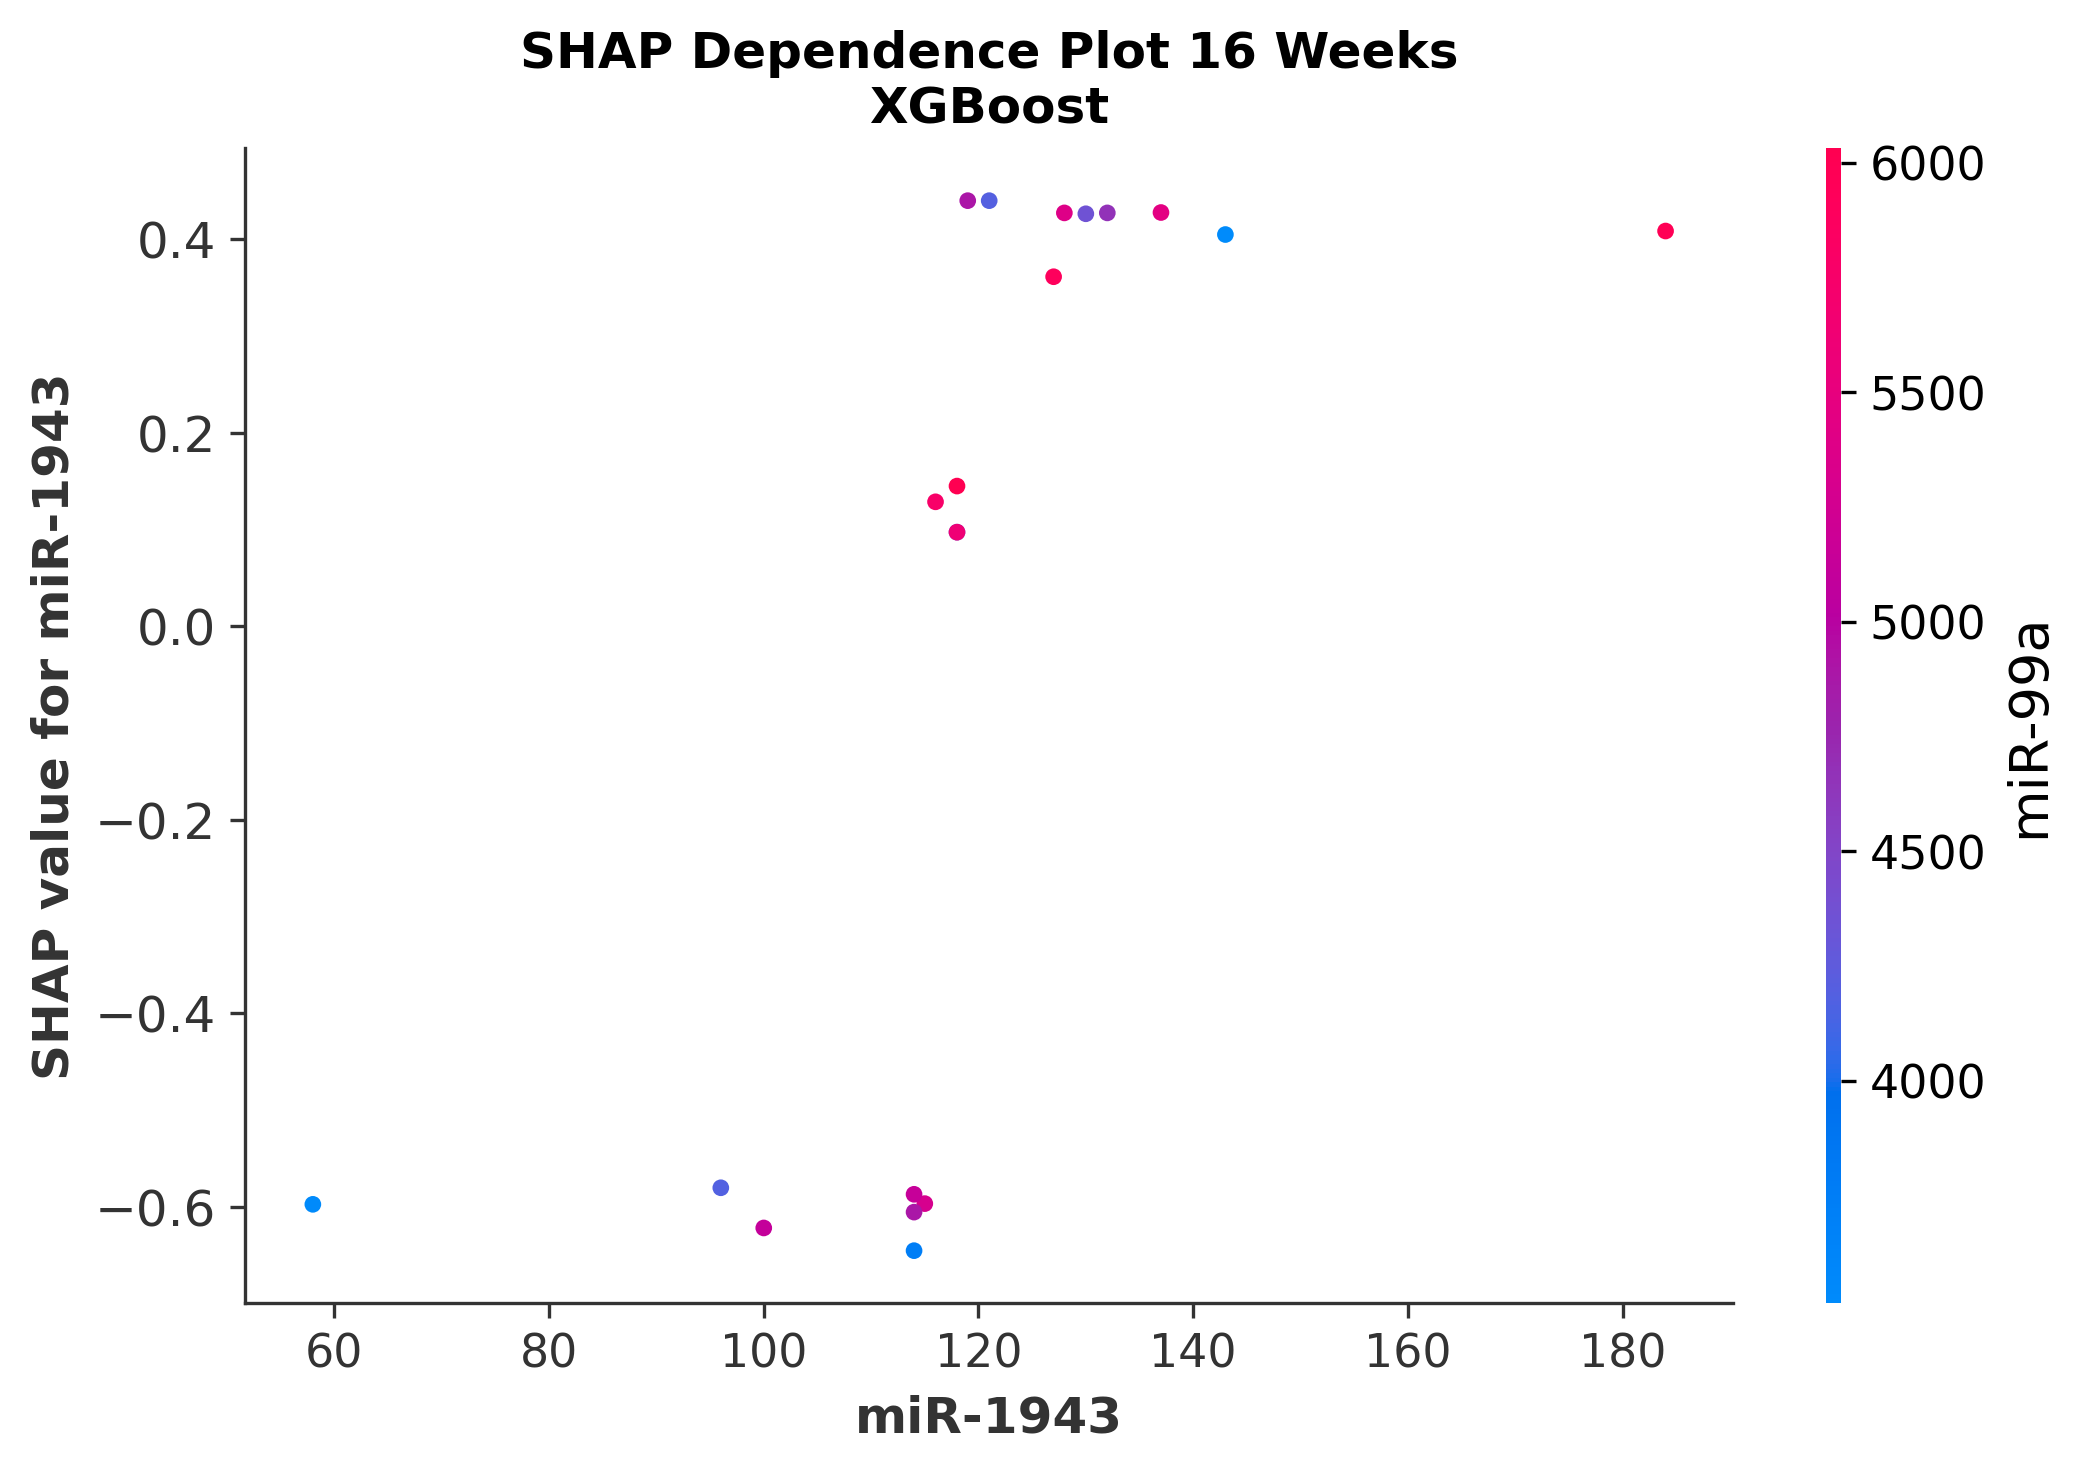 SHAP Dependence Plot 16 Weeks
XGBoost
SHAP value for miR-1943
0.4
0.2
0.0
−0.2
−0.4
−0.6
60 80 100 120 140 160 180
miR-1943
6000
5500
5000
4500
4000
miR-99a